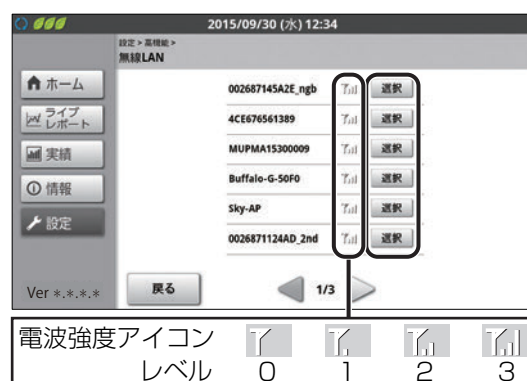 2015/09/30 (水) 12:34
設定 > 高機能 >
無線LAN
ホーム
ライブ
レポート
実績
情報
設定
Ver *.*.*.*
002687145A2E_ngb 選択
4CE676561389 選択
MUPMA15300009 選択
Buffalo-G-50F0 選択
Sky-AP 選択
0026871124AD_2nd 選択
戻る 1/3
電波強度アイコン
レベル 0 1 2 3